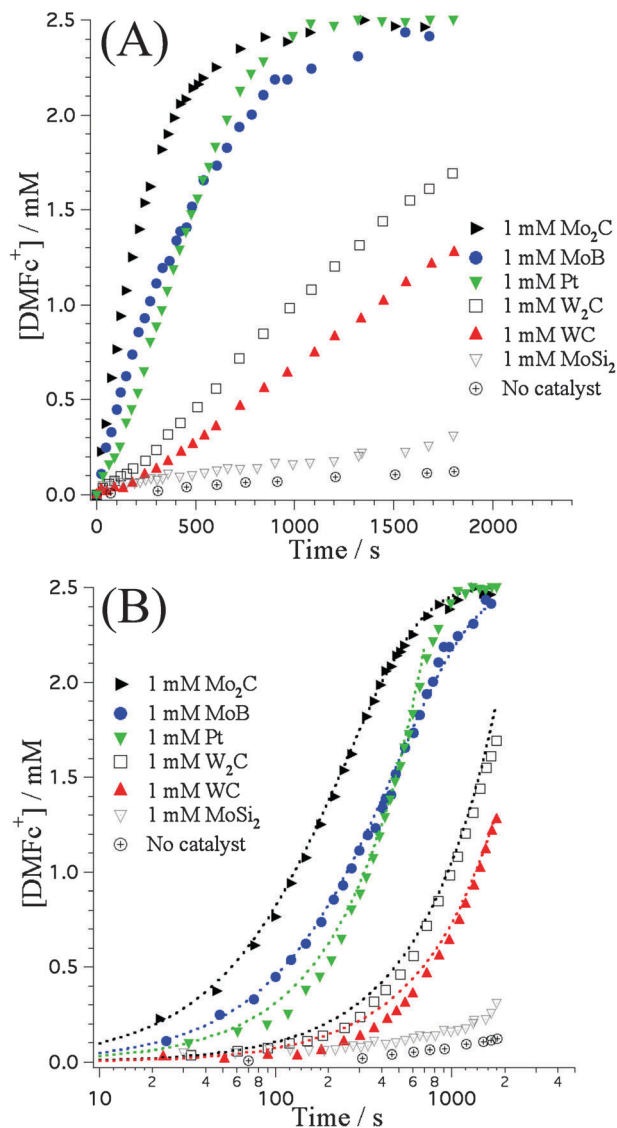 (A)
2.5
2.0
1.5
1.0
0.5
0.0
[DMFc⁺] / mM
0 500 1000 1500 2000
Time / s
1 mM Mo₂C
1 mM MoB
1 mM Pt
1 mM W₂C
1 mM WC
1 mM MoSi₂
No catalyst
(B)
2.5
2.0
1.5
1.0
0.5
0.0
[DMFc⁺] / mM
1 mM Mo₂C
1 mM MoB
1 mM Pt
1 mM W₂C
1 mM WC
1 mM MoSi₂
No catalyst
10 2 4 6 8 100 2 4 6 8 1000 2 4
Time / s